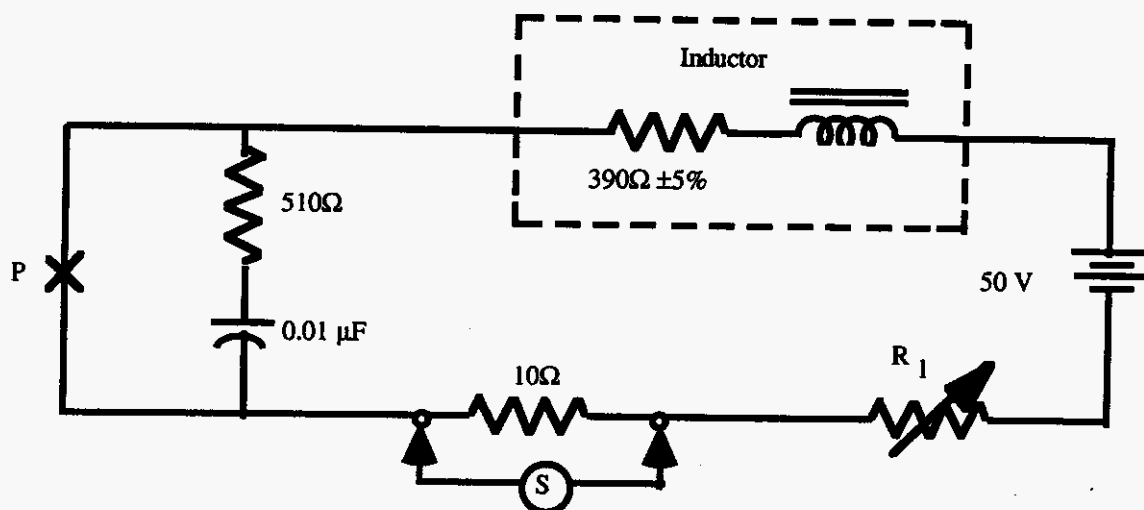 Inductor
390Ω ±5%
510Ω
P
50 V
0.01 µF
R 1
10Ω
S